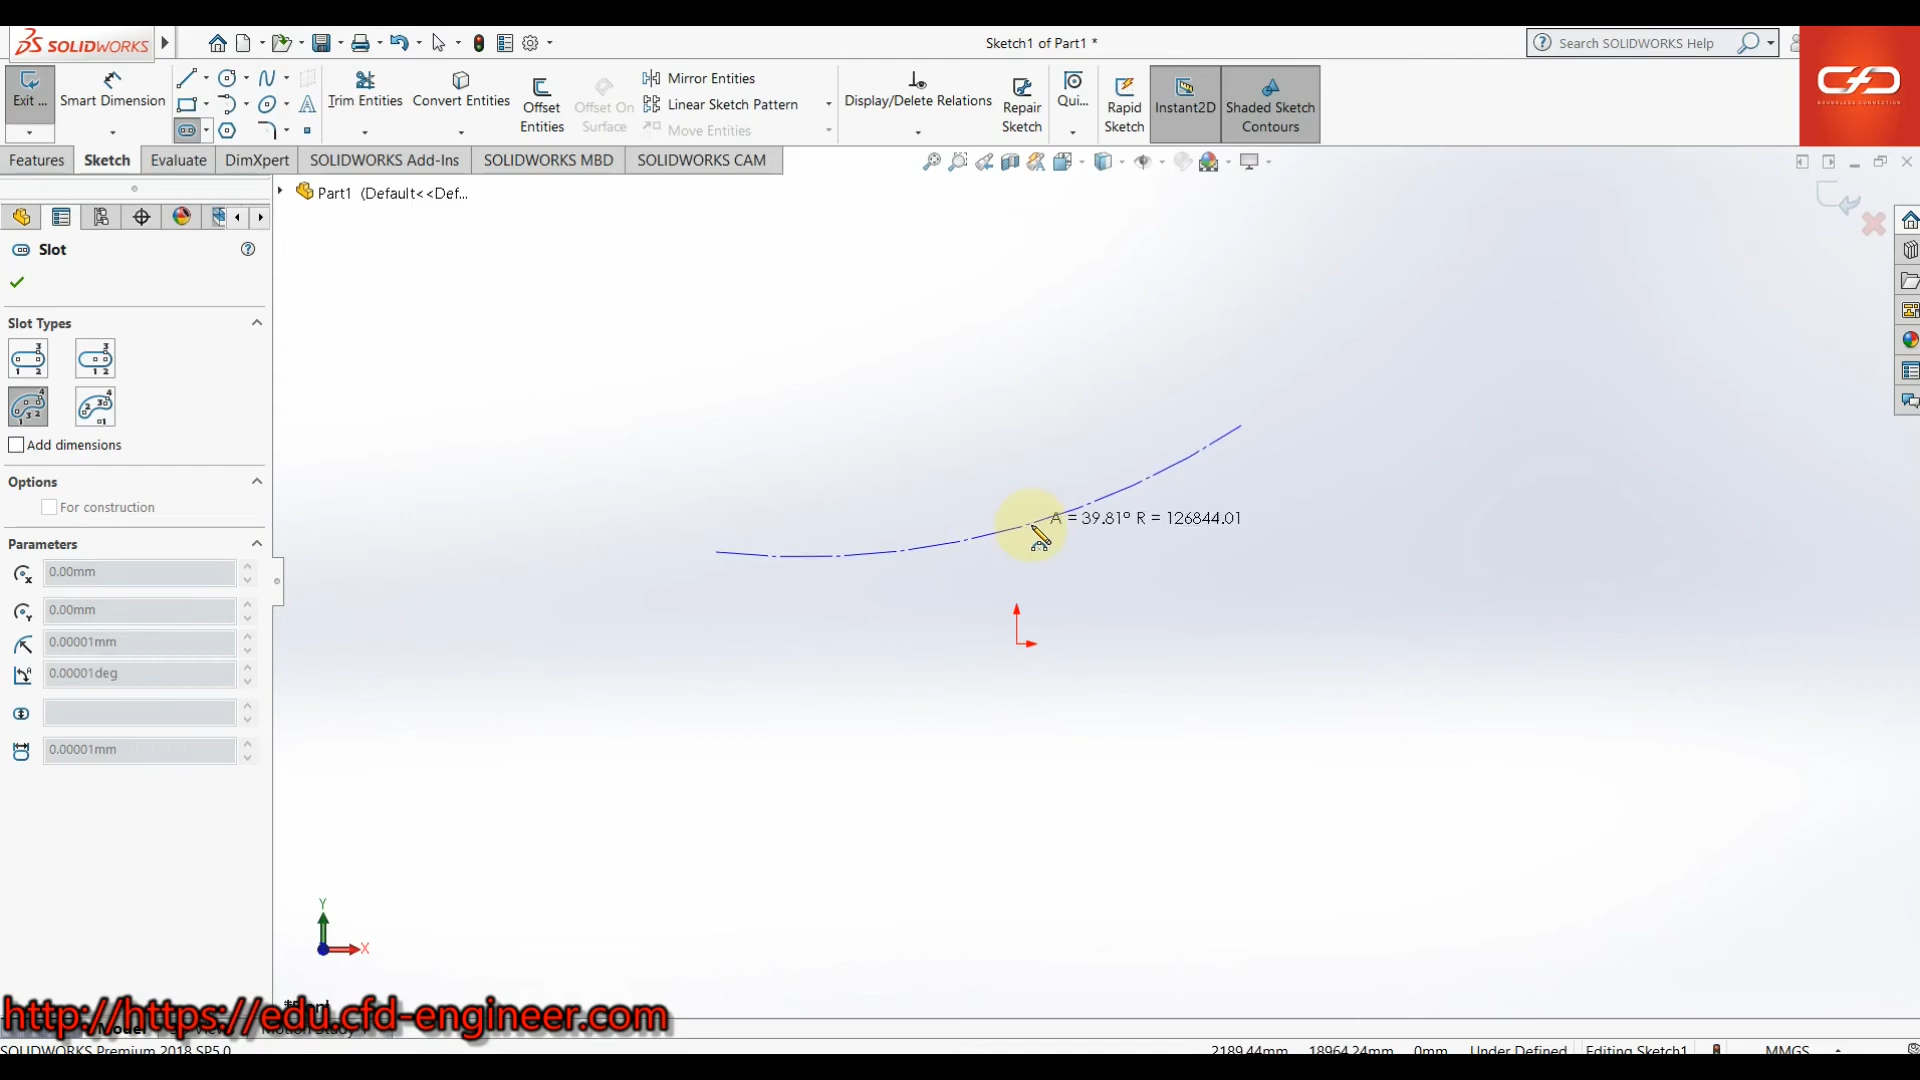 SOLIDWORKS
Sketch1 of Part1 *
Search SOLIDWORKS Help
CFD
BOUNDLESS CONNECTION
Exit ...
Smart Dimension
Trim Entities
Convert Entities
Offset Entities
Offset On Surface
Mirror Entities
Linear Sketch Pattern
Move Entities
Display/Delete Relations
Repair Sketch
Qui...
Rapid Sketch
Instant2D
Shaded Sketch Contours
Features
Sketch
Evaluate
DimXpert
SOLIDWORKS Add-Ins
SOLIDWORKS MBD
SOLIDWORKS CAM
Part1 (Default<<Def...
Slot
Slot Types
Add dimensions
Options
For construction
Parameters
0.00mm
0.00mm
0.00001mm
0.00001deg
0.00001mm
A = 39.81° R = 126844.01
Y
X
http://https://edu.cfd-engineer.com
Model
SOLIDWORKS Premium 2018 SP5.0
2189.44mm
18964.24mm
0mm
Under Defined
Editing Sketch1
MMGS